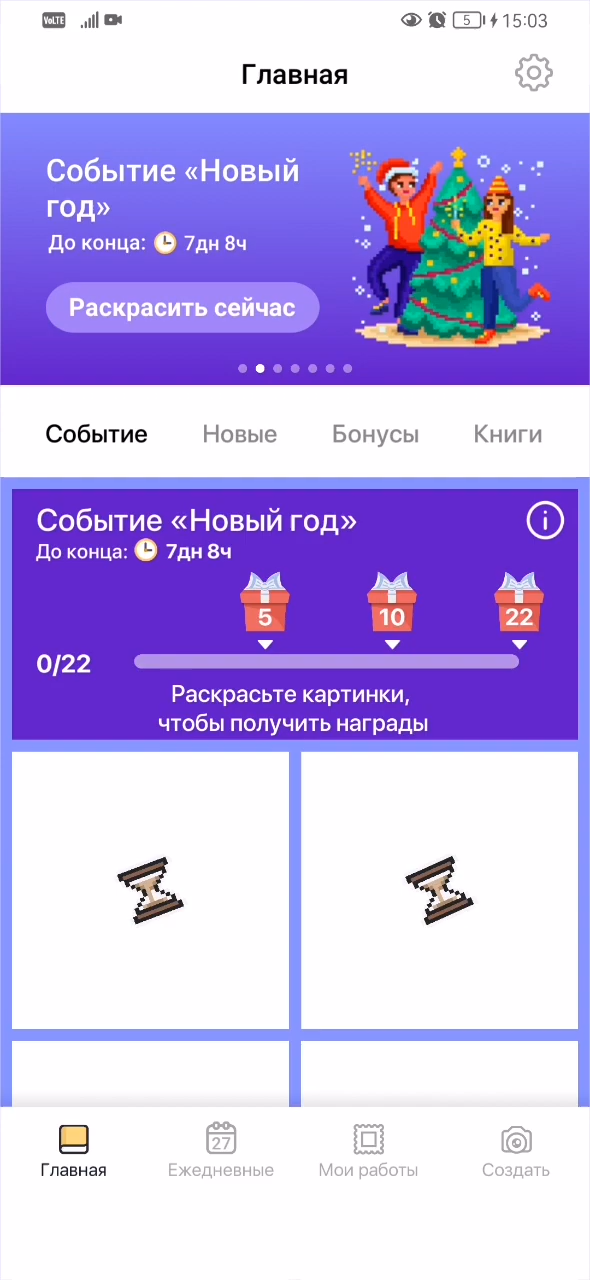 VoLTE 5 15:03
Главная
Событие «Новый
год»
До конца: 7дн 8ч
Раскрасить сейчас
Событие Новые Бонусы Книги
Событие «Новый год»
До конца: 7дн 8ч
5 10 22
0/22
Раскрасьте картинки,
чтобы получить награды
27
Главная Ежедневные Мои работы Создать